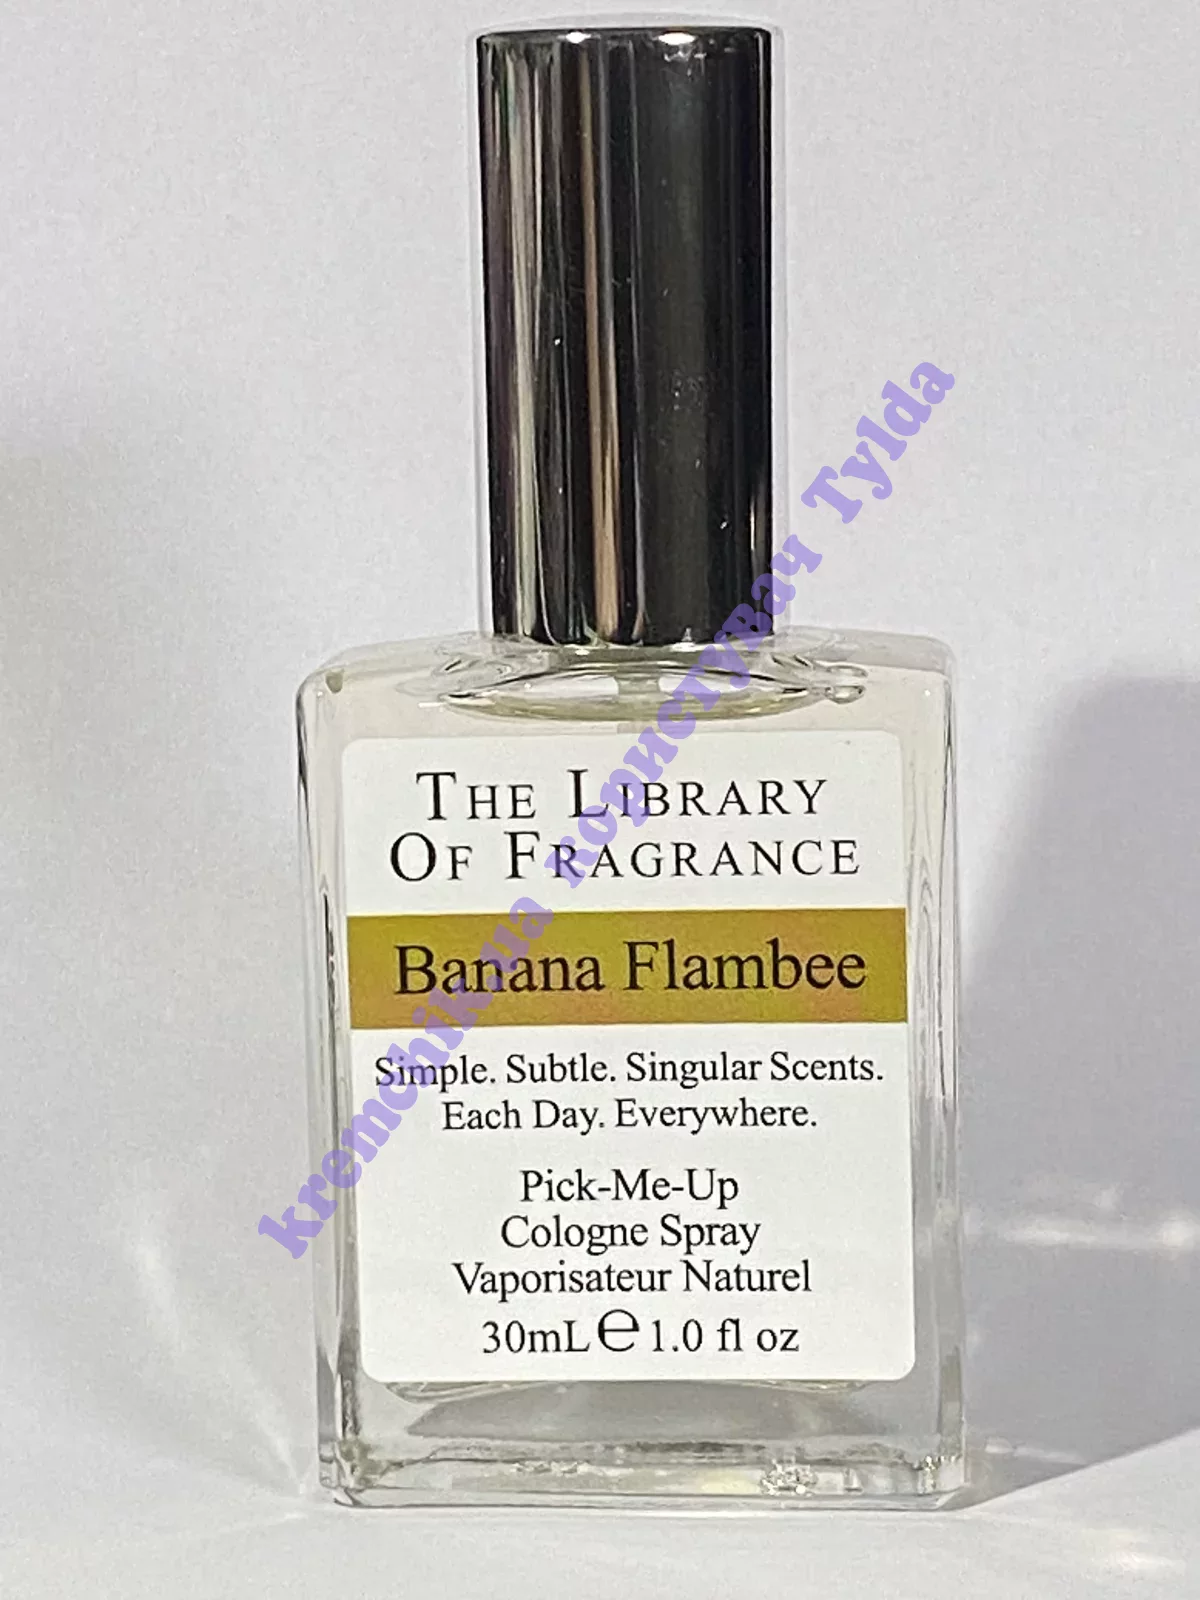 THE LIBRARY
OF FRAGRANCE
Banana Flambee
Simple. Subtle. Singular Scents.
Each Day. Everywhere.
Pick-Me-Up
Cologne Spray
Vaporisateur Naturel
30mL ℮ 1.0 fl oz
kremchik.ua користувач Tylda